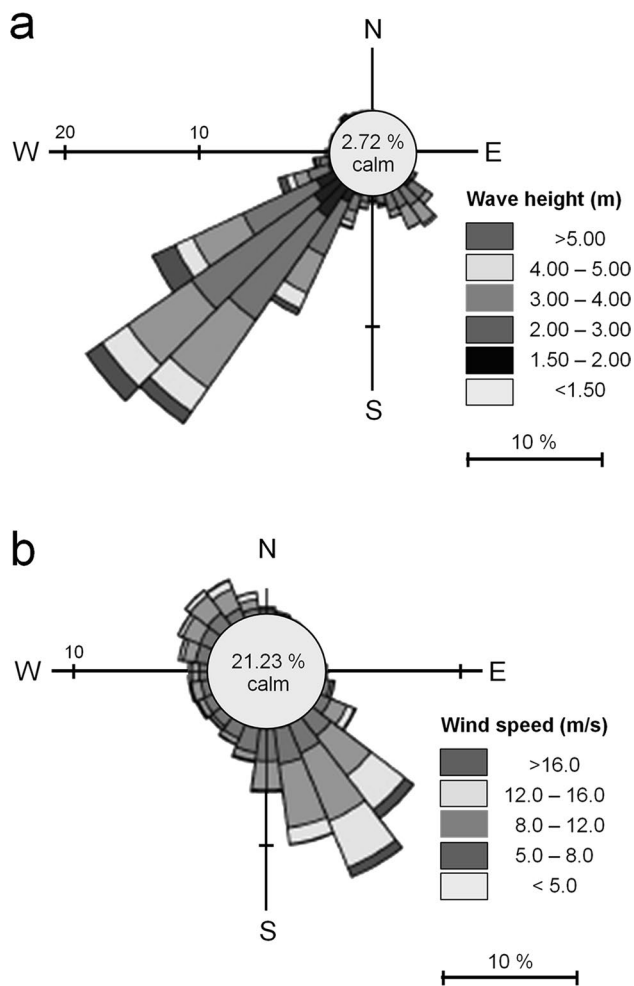 a
N
20
10
W
E
2.72 %
calm
Wave height (m)
>5.00
4.00 – 5.00
3.00 – 4.00
2.00 – 3.00
1.50 – 2.00
<1.50
S
10 %
b
N
W
10
21.23 %
calm
E
Wind speed (m/s)
>16.0
12.0 – 16.0
8.0 – 12.0
5.0 – 8.0
< 5.0
S
10 %